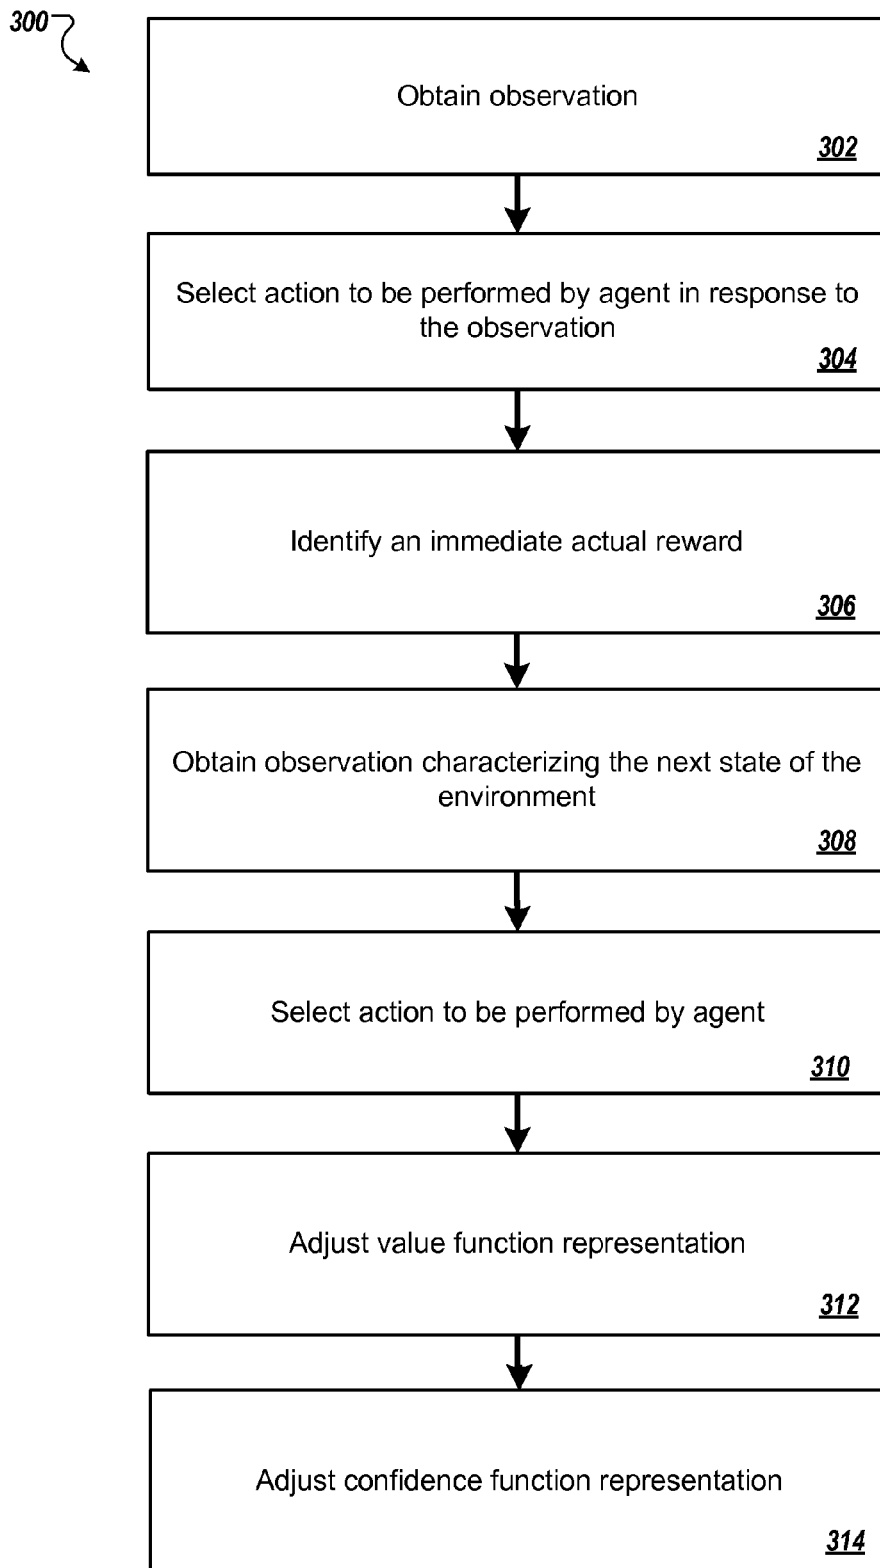 300
Obtain observation
302
Select action to be performed by agent in response to
the observation
304
Identify an immediate actual reward
306
Obtain observation characterizing the next state of the
environment
308
Select action to be performed by agent
310
Adjust value function representation
312
Adjust confidence function representation
314